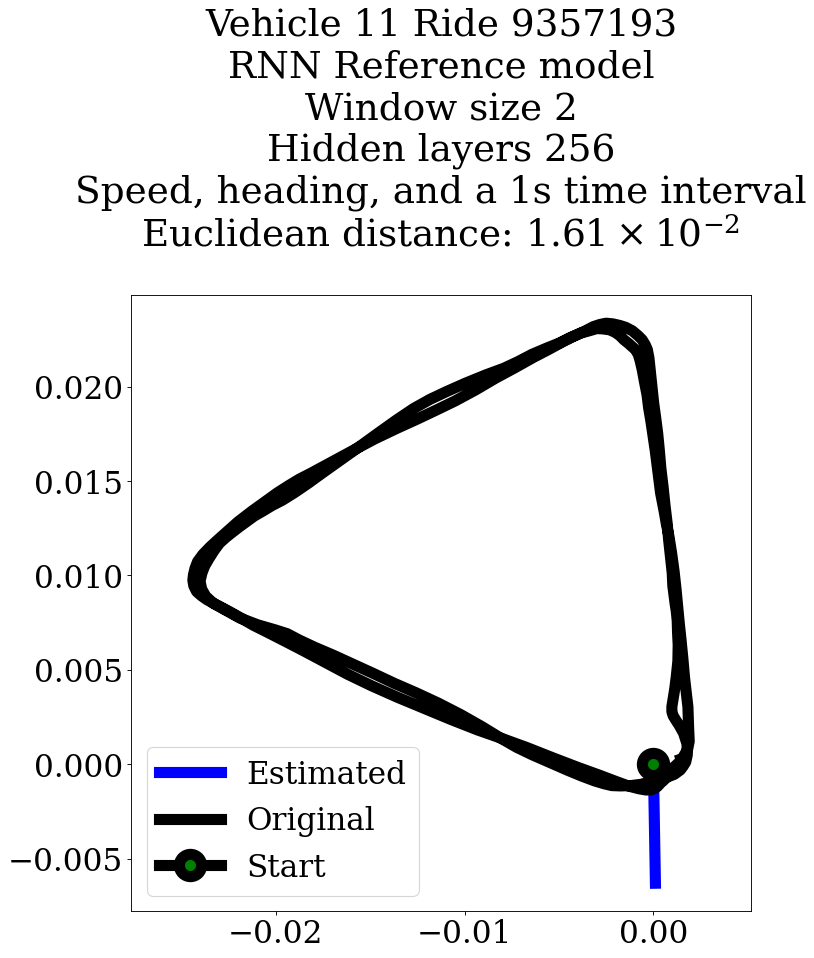 Vehicle 11 Ride 9357193
RNN Reference model
Window size 2
Hidden layers 256
Speed, heading, and a 1s time interval
Euclidean distance: 1.61 × 10⁻²
0.020
0.015
0.010
0.005
0.000
−0.005
Estimated
Original
Start
−0.02
−0.01
0.00